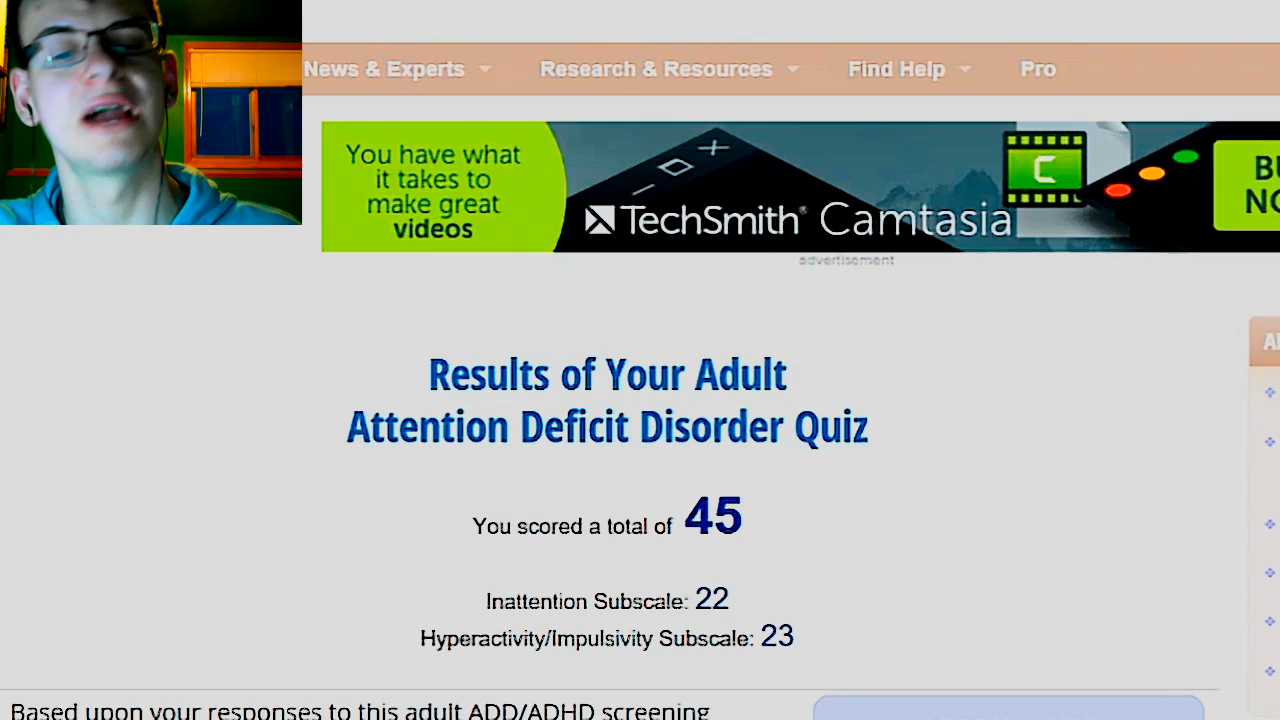 News & Experts
Research & Resources
Find Help
Pro
You have what
it takes to
make great
videos
TechSmith® Camtasia
C
advertisement
Results of Your Adult
Attention Deficit Disorder Quiz
You scored a total of 45
Inattention Subscale: 22
Hyperactivity/Impulsivity Subscale: 23
Based upon your responses to this adult ADD/ADHD screening